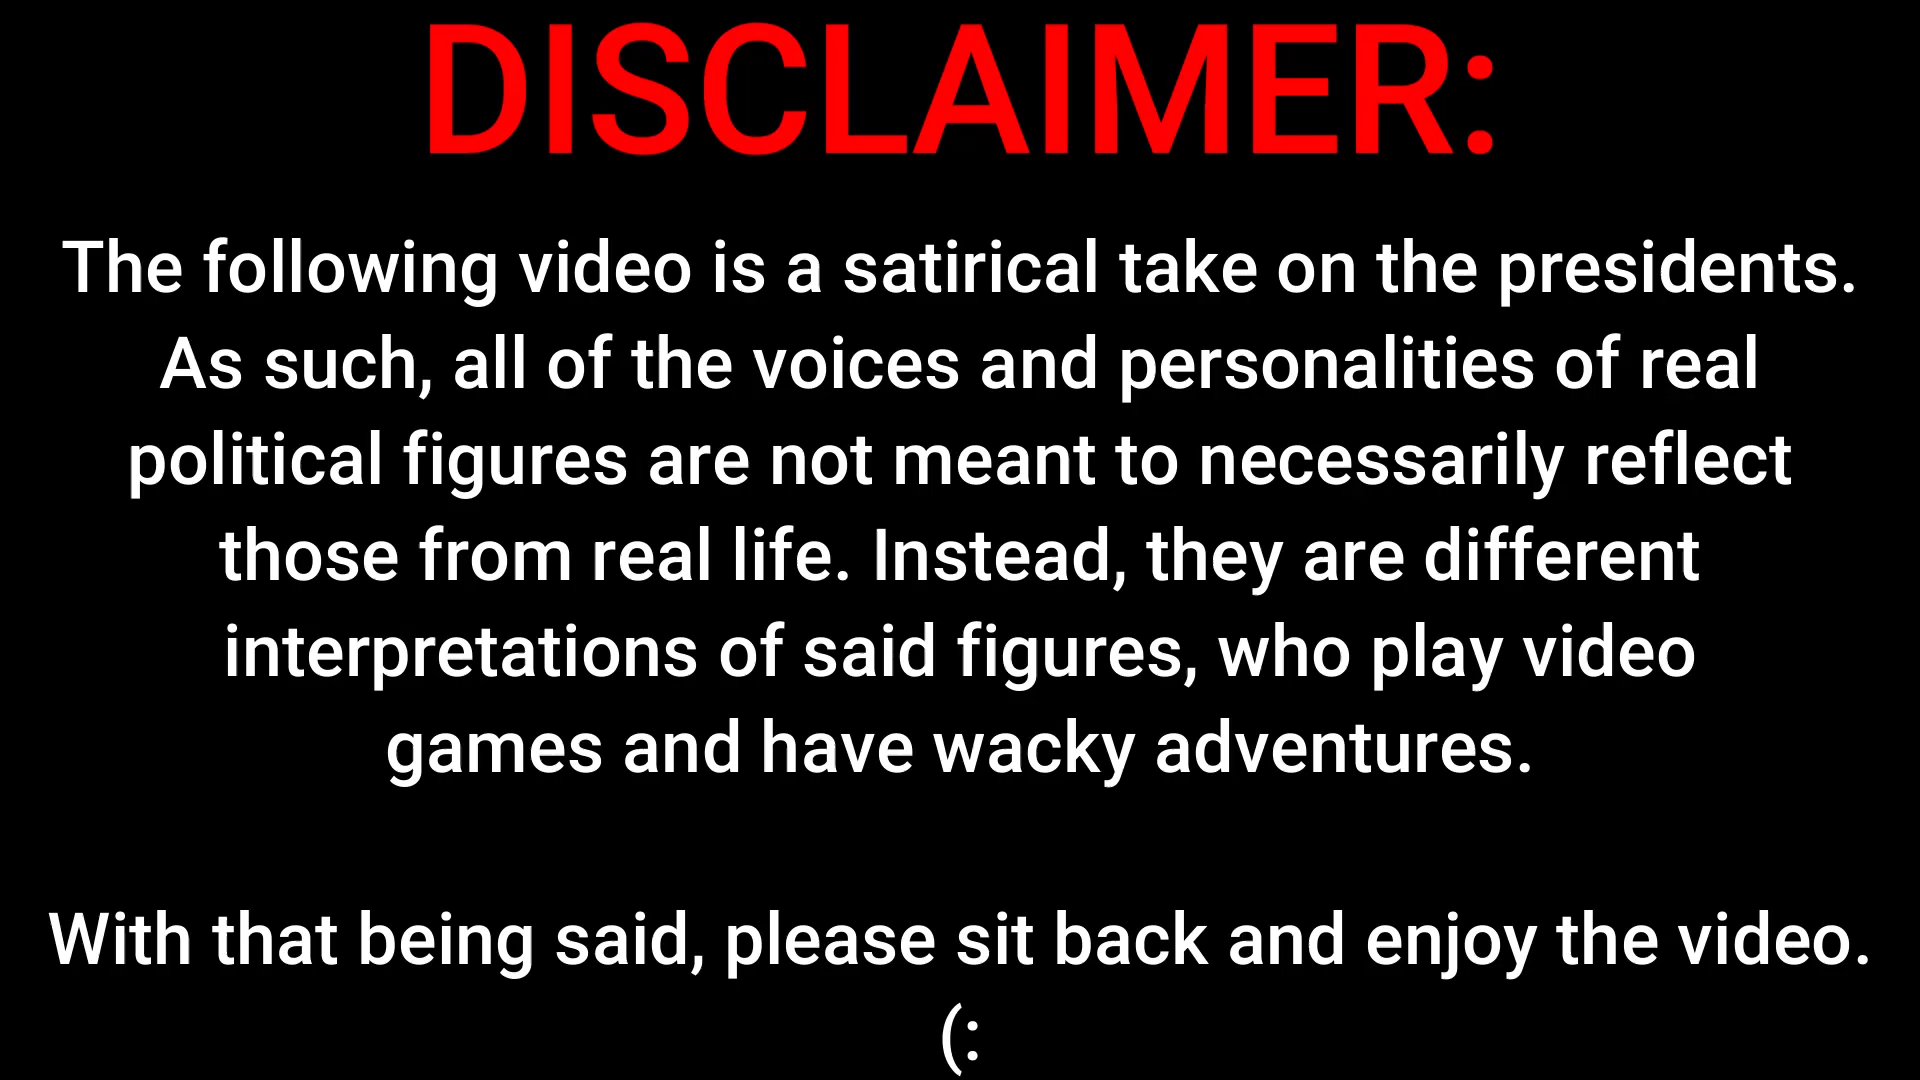 DISCLAIMER:
The following video is a satirical take on the presidents.
As such, all of the voices and personalities of real
political figures are not meant to necessarily reflect
those from real life. Instead, they are different
interpretations of said figures, who play video
games and have wacky adventures.
With that being said, please sit back and enjoy the video.
(: